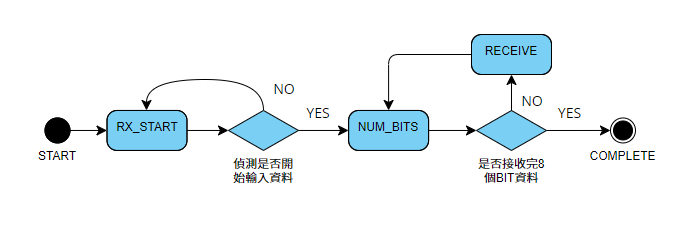 RECEIVE
NO
NO
YES
YES
RX_START
NUM_BITS
START
偵測是否開
始輸入資料
是否接收完8
個BIT資料
COMPLETE